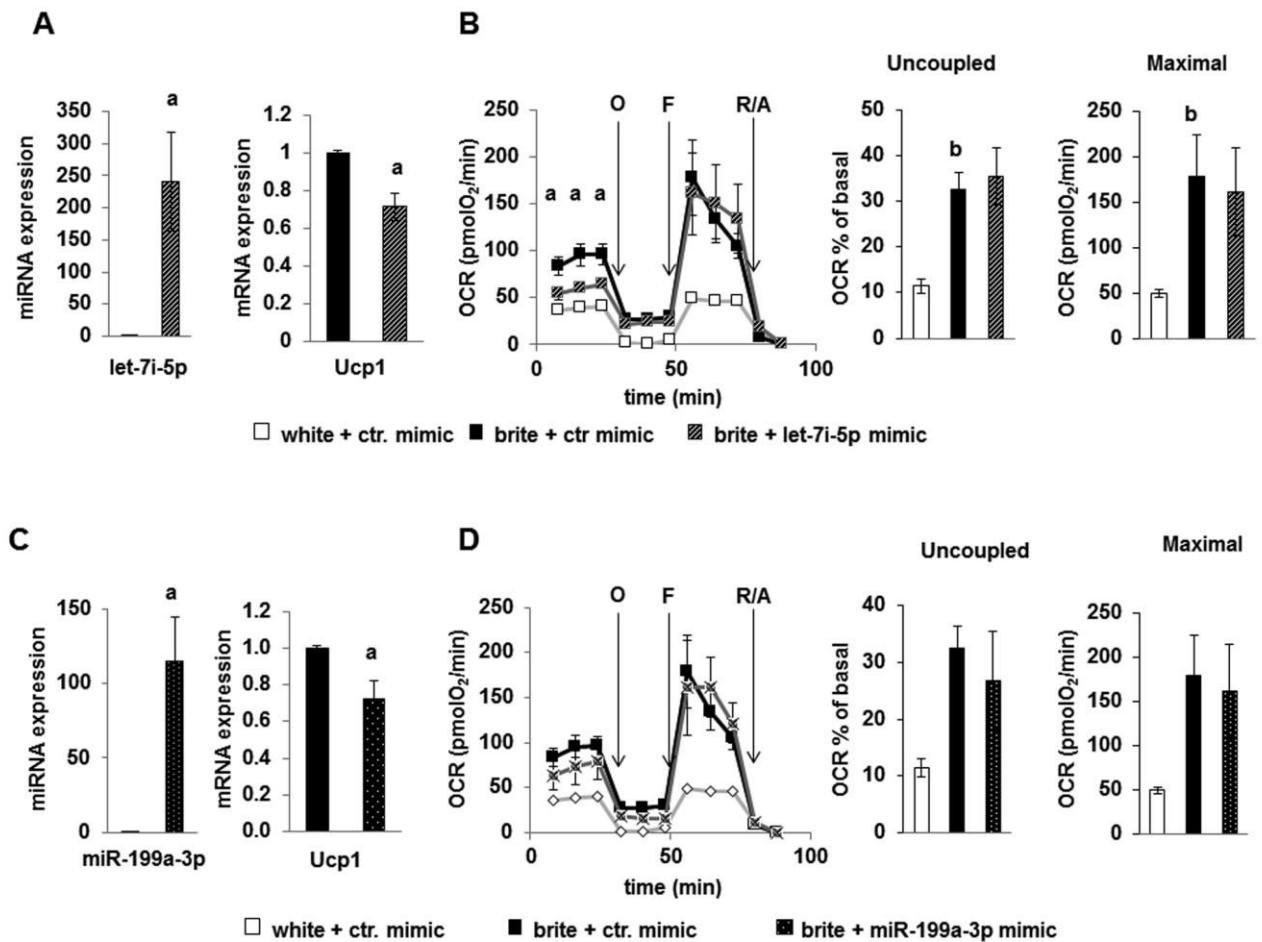 A
miRNA expression
350
300
250
200
150
100
50
0
a
let-7i-5p
mRNA expression
1.2
1
0.8
0.6
0.4
0.2
0
a
Ucp1
B
OCR (pmolO₂/min)
250
200
150
100
50
0
a a a
O F R/A
0 50 100
time (min)
Uncoupled
OCR % of basal
50
40
30
20
10
0
b
Maximal
OCR (pmolO₂/min)
250
200
150
100
50
0
b
white + ctr. mimic brite + ctr mimic brite + let-7i-5p mimic
C
miRNA expression
150
100
50
0
a
miR-199a-3p
mRNA expression
1.2
1.0
0.8
0.6
0.4
0.2
0.0
a
Ucp1
D
OCR (pmolO₂/min)
250
200
150
100
50
0
O F R/A
0 50 100
time (min)
Uncoupled
OCR % of basal
40
30
20
10
0
Maximal
OCR (pmolO₂/min)
250
200
150
100
50
0
white + ctr. mimic brite + ctr. mimic brite + miR-199a-3p mimic